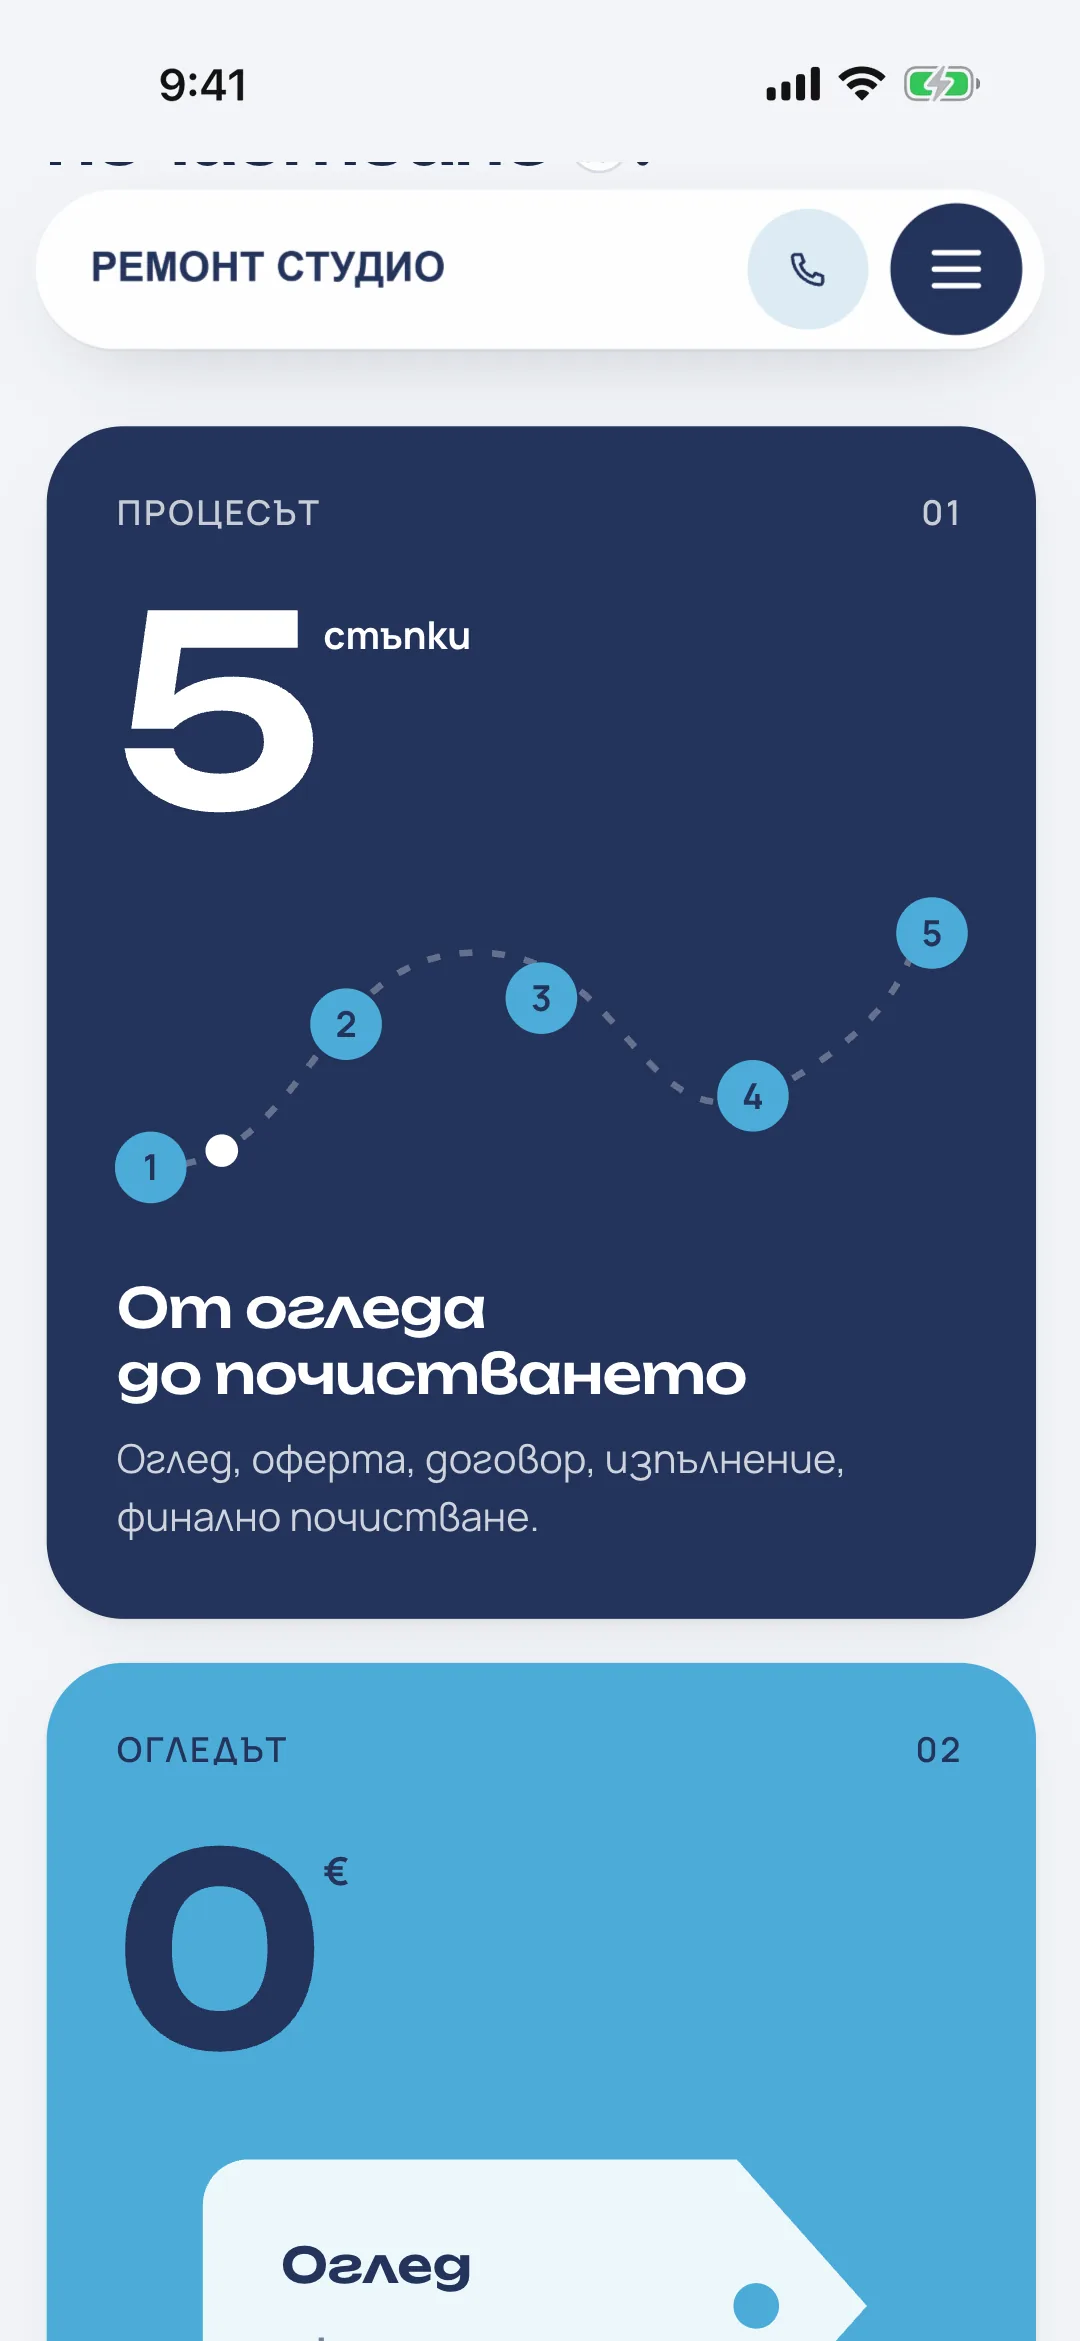 9:41
РЕМОНТ СТУДИО
ПРОЦЕСЪТ 01
5 стъпки
5
2
3
4
1
От огледа
до почистването
Оглед, оферта, договор, изпълнение,
финално почистване.
ОГЛЕДЪТ 02
0 €
Оглед